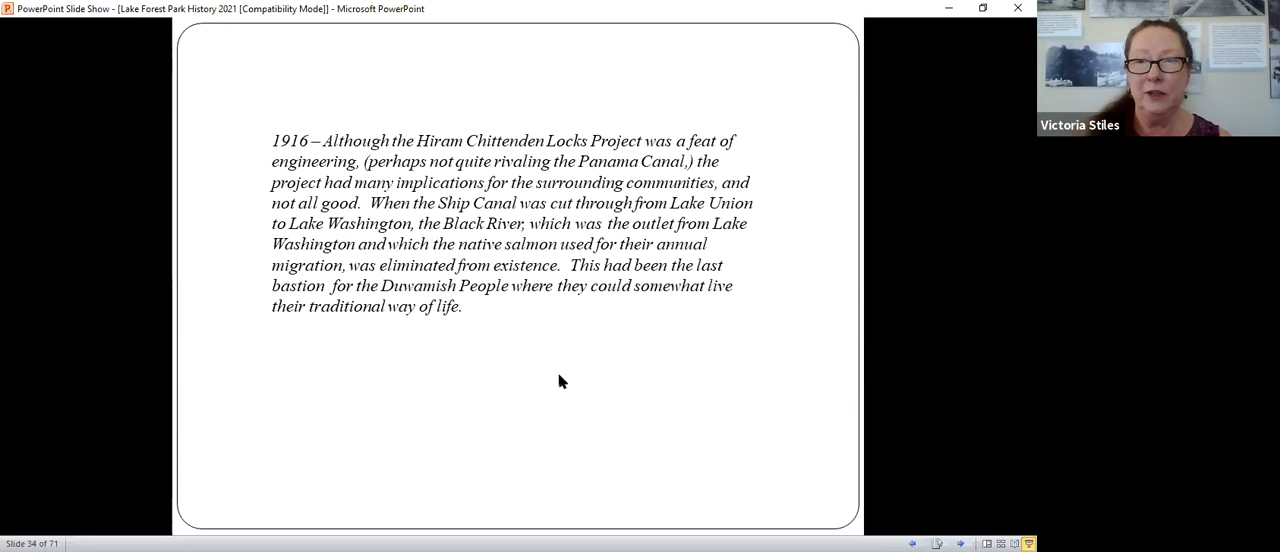 PowerPoint Slide Show - [Lake Forest Park History 2021 [Compatibility Mode]] - Microsoft PowerPoint
1916 – Although the Hiram Chittenden Locks Project was a feat of
engineering, (perhaps not quite rivaling the Panama Canal,) the
project had many implications for the surrounding communities, and
not all good. When the Ship Canal was cut through from Lake Union
to Lake Washington, the Black River, which was the outlet from Lake
Washington and which the native salmon used for their annual
migration, was eliminated from existence. This had been the last
bastion for the Duwamish People where they could somewhat live
their traditional way of life.
Victoria Stiles
Slide 34 of 71